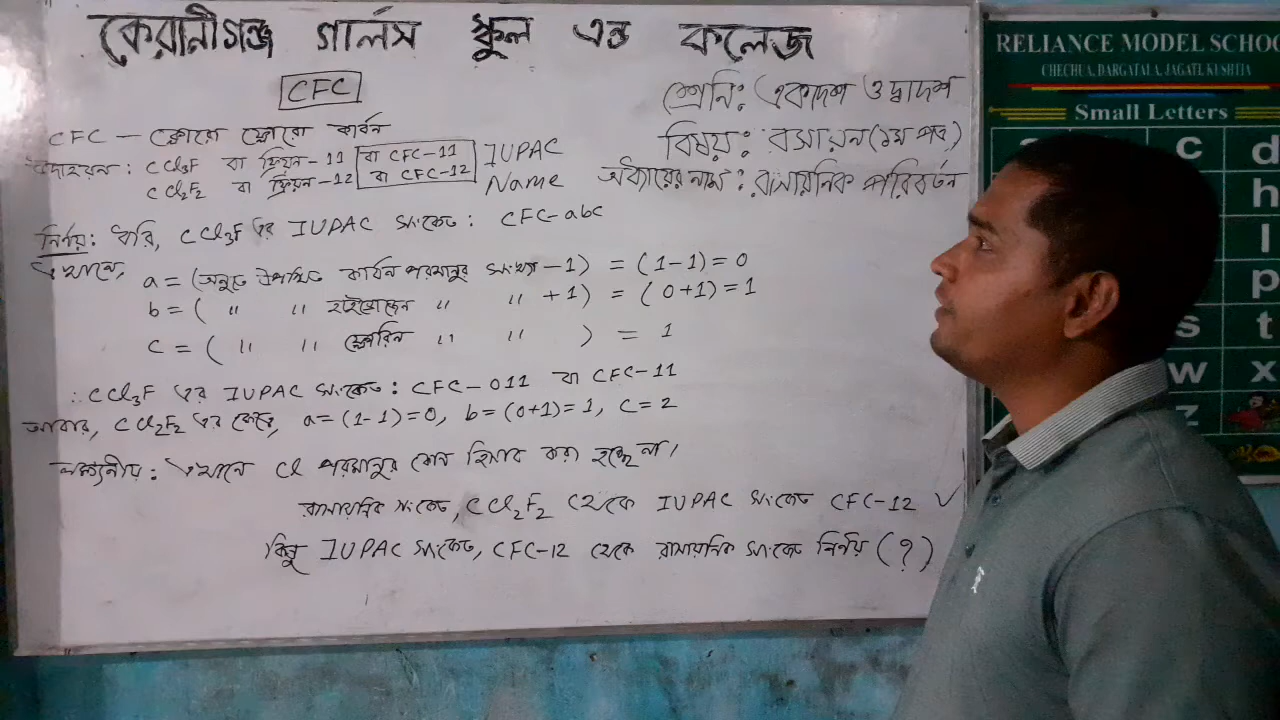 কেরানীগঞ্জ গার্লস স্কুল এন্ড কলেজ
CFC
শ্রেনি: একাদশ ও দ্বাদশ
বিষয়: রসায়ন (১ম পত্র)
অধ্যায়ের নাম: রাসায়নিক পরিবর্তন
CFC — ক্লোরো ফ্লোরো কার্বন
উদাহরন: CCl₃F বা ফ্রিয়ন-11 বা CFC-11 IUPAC
CCl₂F₂ বা ফ্রিয়ন-12 বা CFC-12 Name
নির্ণয়: ধরি, CCl₃F এর IUPAC সংকেত: CFC-abc
এখানে, a = (অনুতে উপস্থিত কার্বন পরমানুর সংখ্যা -1) = (1-1) = 0
b = ( " " হাইড্রোজেন " " +1) = (0+1) = 1
c = ( " " ফ্লোরিন " " ) = 1
∴ CCl₃F এর IUPAC সংকেত: CFC-011 বা CFC-11
আবার, CCl₂F₂ এর ক্ষেত্রে, a = (1-1) = 0, b = (0+1) = 1, c = 2
লক্ষ্যনীয়: এখানে Cl পরমানুর কোন হিসাব করা হচ্ছে না।
রাসায়নিক সংকেত, CCl₂F₂ থেকে IUPAC সংকেত CFC-12 ✓
কিন্তু IUPAC সংকেত, CFC-12 থেকে রাসায়নিক সংকেত নির্ণয় (?)
RELIANCE MODEL SCHOO
CHECHUA, DARGATALA, JAGATI, KUSHTIA
Small Letters
c d
h
l
p
s t
w x
z